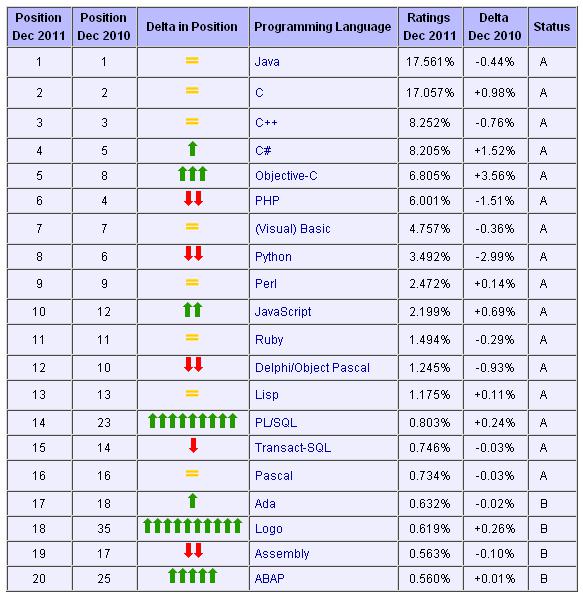 Position Dec 2011 Position Dec 2010 Delta in Position Programming Language Ratings Dec 2011 Delta Dec 2010 Status
1 1 = Java 17.561% -0.44% A
2 2 = C 17.057% +0.98% A
3 3 = C++ 8.252% -0.76% A
4 5 ↑ C# 8.205% +1.52% A
5 8 ↑↑↑ Objective-C 6.805% +3.56% A
6 4 ↓↓ PHP 6.001% -1.51% A
7 7 = (Visual) Basic 4.757% -0.36% A
8 6 ↓↓ Python 3.492% -2.99% A
9 9 = Perl 2.472% +0.14% A
10 12 ↑↑ JavaScript 2.199% +0.69% A
11 11 = Ruby 1.494% -0.29% A
12 10 ↓↓ Delphi/Object Pascal 1.245% -0.93% A
13 13 = Lisp 1.175% +0.11% A
14 23 ↑↑↑↑↑↑↑↑↑ PL/SQL 0.803% +0.24% A
15 14 ↓ Transact-SQL 0.746% -0.03% A
16 16 = Pascal 0.734% -0.03% A
17 18 ↑ Ada 0.632% -0.02% B
18 35 ↑↑↑↑↑↑↑↑↑↑ Logo 0.619% +0.26% B
19 17 ↓↓ Assembly 0.563% -0.10% B
20 25 ↑↑↑↑↑ ABAP 0.560% +0.01% B